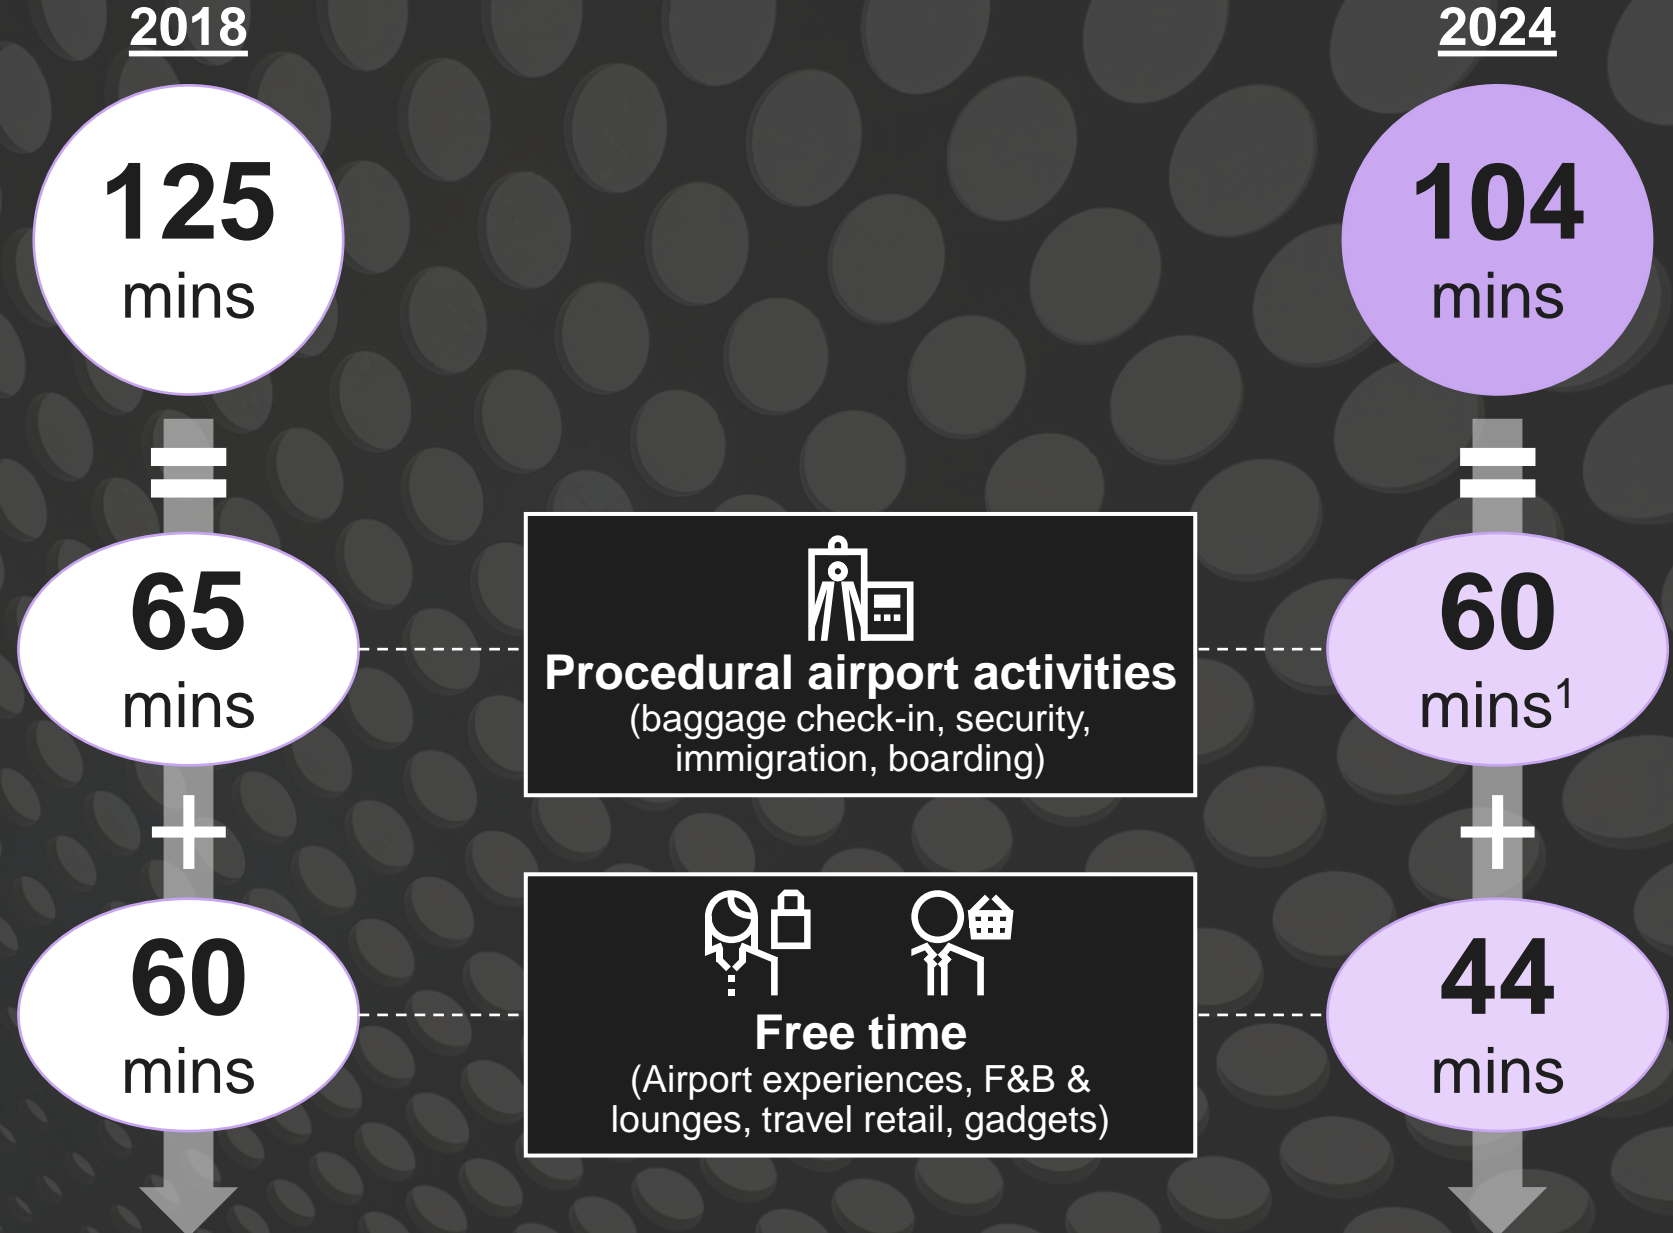 2018
2024
125
mins
104
mins
=
=
65
mins
Procedural airport activities
(baggage check-in, security,
immigration, boarding)
60
mins¹
+
+
60
mins
Free time
(Airport experiences, F&B &
lounges, travel retail, gadgets)
44
mins